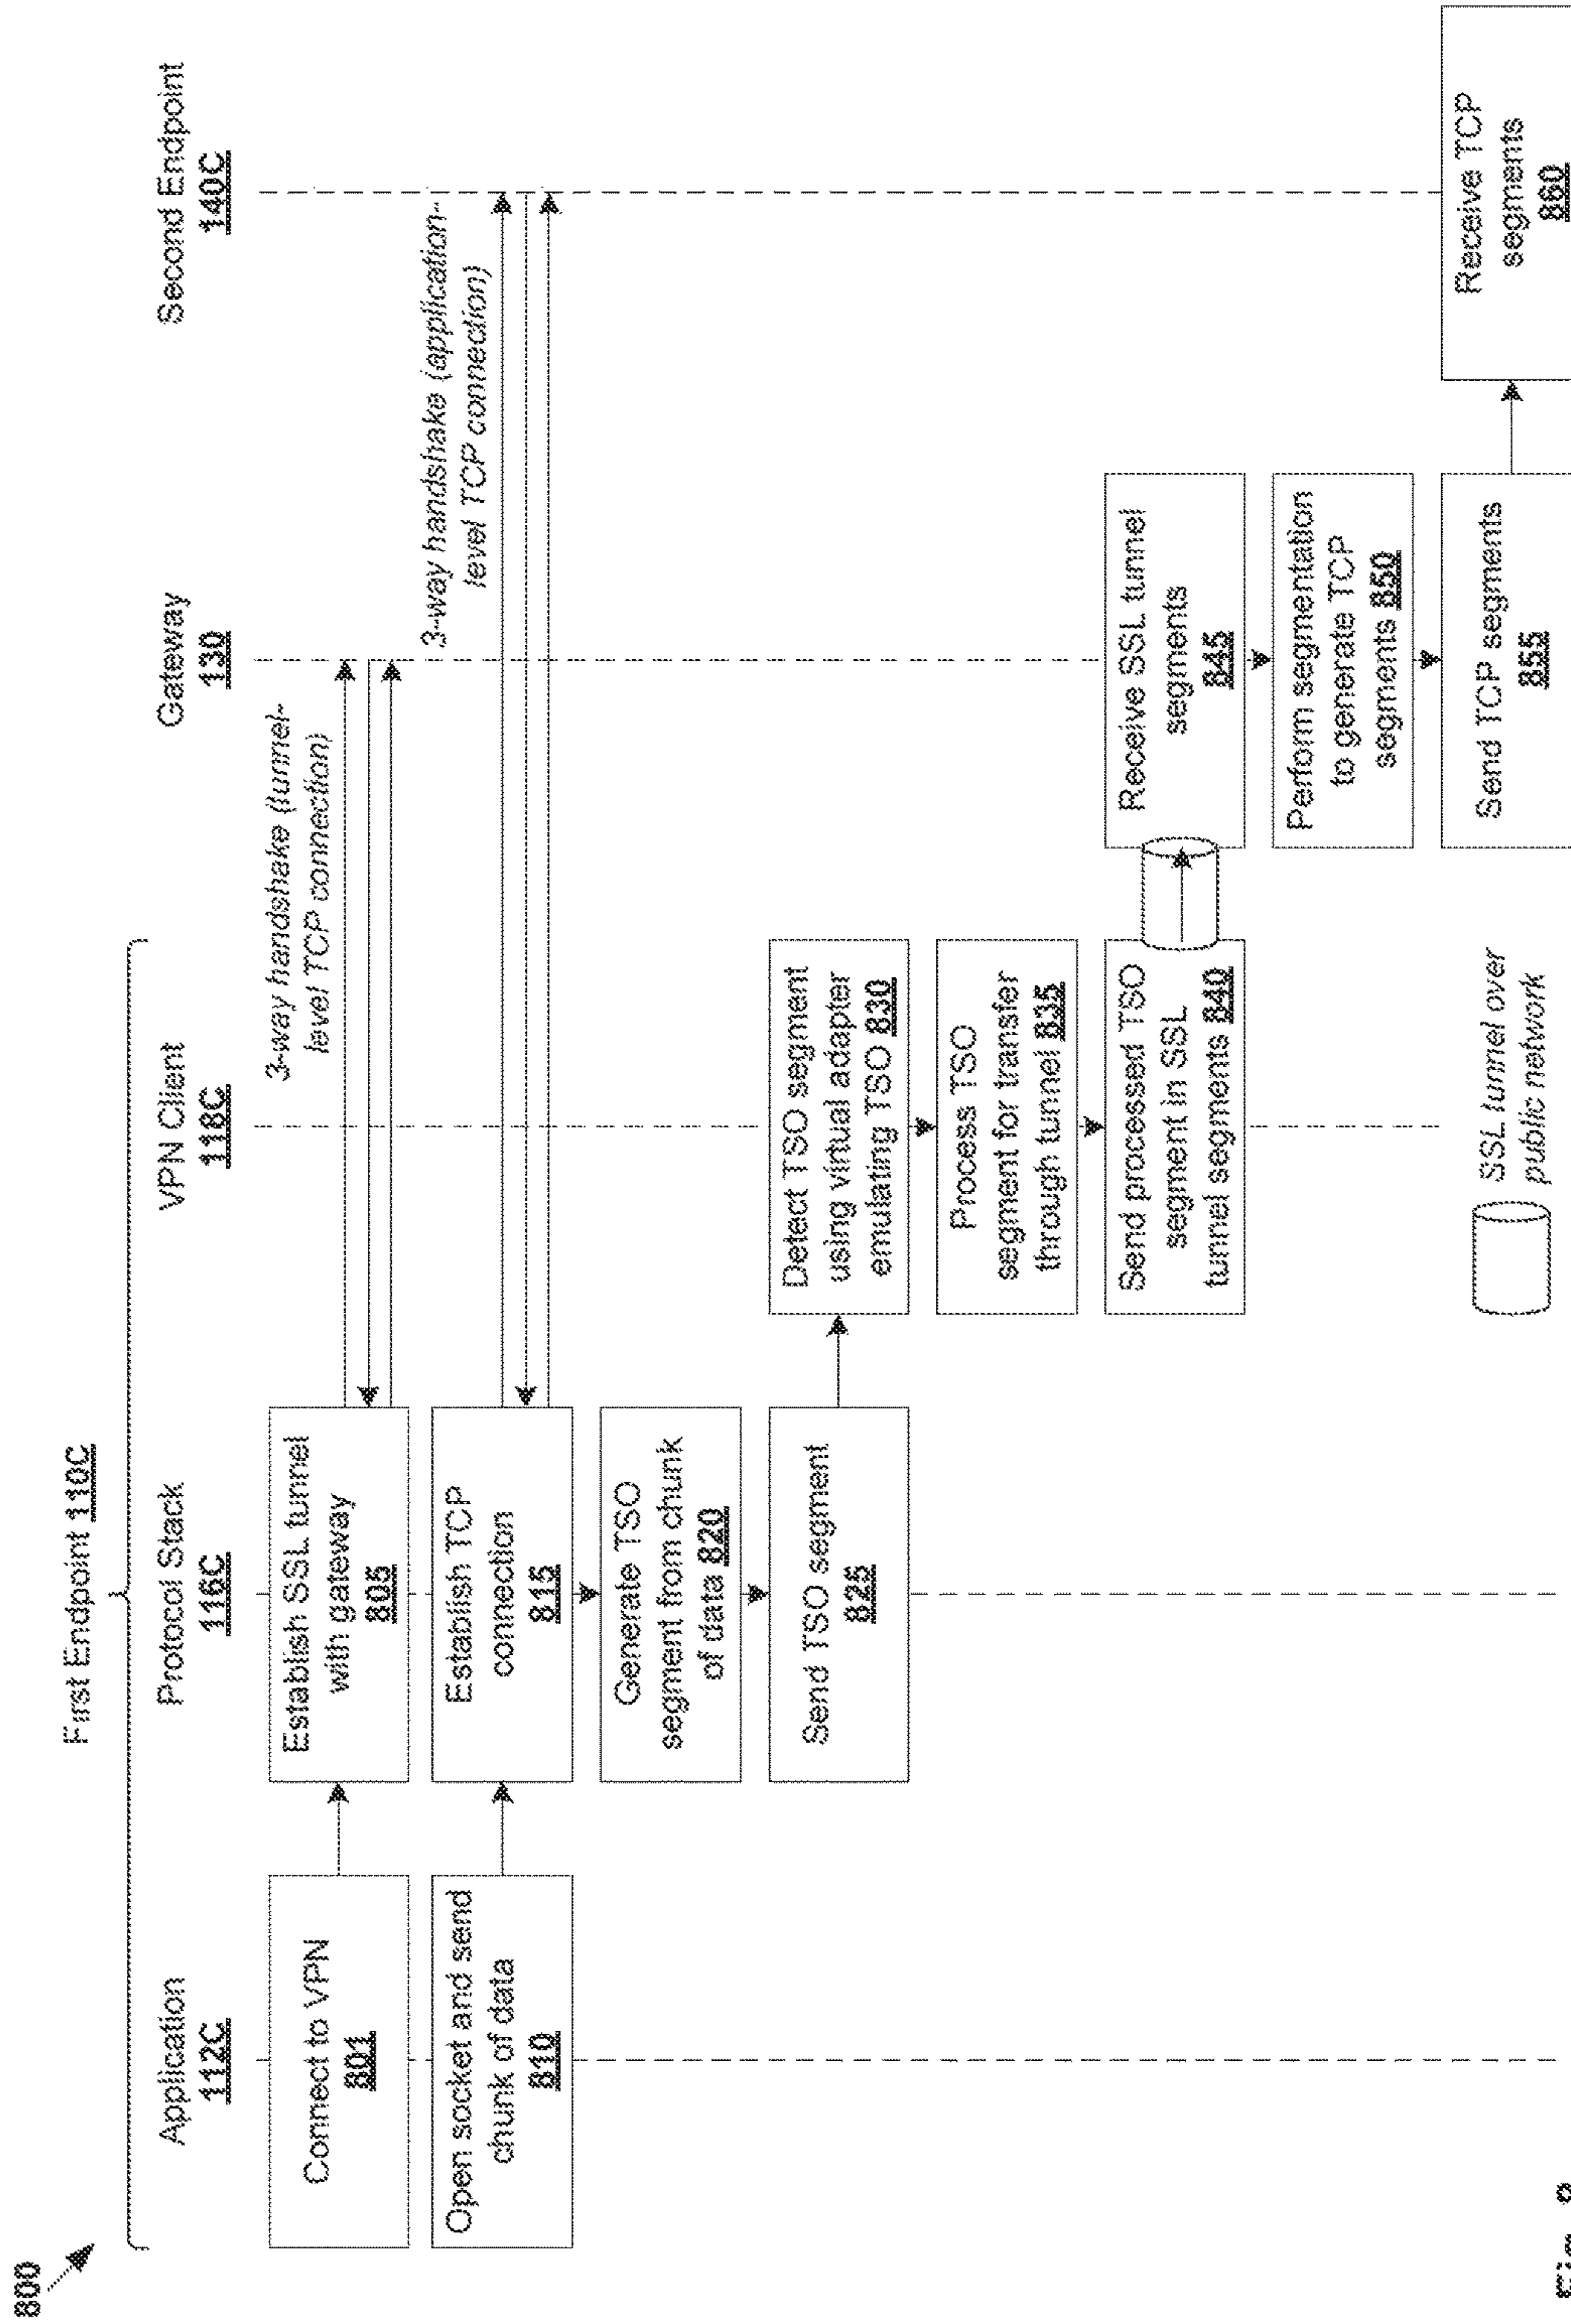 800
First Endpoint 110C
Application
112C
Protocol Stack
116C
VPN Client
118C
Gateway
130
Second Endpoint
140C
Connect to VPN
801
Establish SSL tunnel
with gateway
805
3-way handshake (tunnel-
level TCP connection)
Open socket and send
chunk of data
810
Establish TCP
connection
815
3-way handshake (application-
level TCP connection)
Generate TSO
segment from chunk
of data 820
Send TSO segment
825
Detect TSO segment
using virtual adapter
emulating TSO 830
Process TSO
segment for transfer
through tunnel 835
Send processed TSO
segment in SSL
tunnel segments 840
Receive SSL tunnel
segments
845
Perform segmentation
to generate TCP
segments 850
Send TCP segments
855
Receive TCP
segments
860
SSL tunnel over
public network
Fig. 8